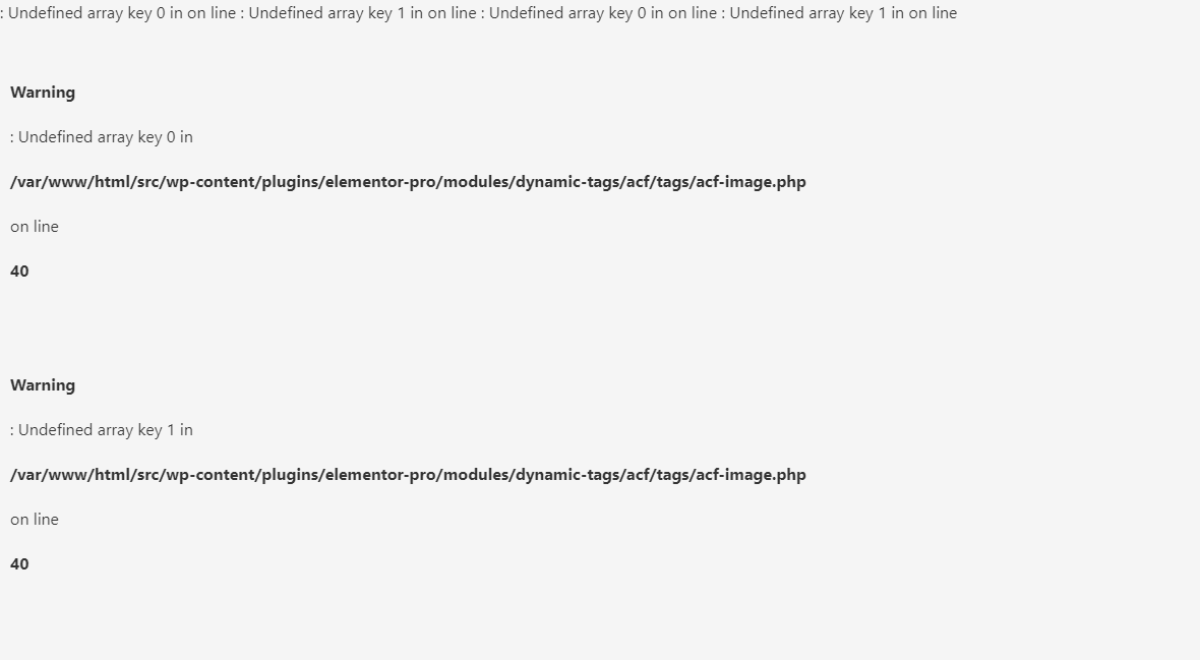 : Undefined array key 0 in on line : Undefined array key 1 in on line : Undefined array key 0 in on line : Undefined array key 1 in on line
Warning
: Undefined array key 0 in
/var/www/html/src/wp-content/plugins/elementor-pro/modules/dynamic-tags/acf/tags/acf-image.php
on line
40
Warning
: Undefined array key 1 in
/var/www/html/src/wp-content/plugins/elementor-pro/modules/dynamic-tags/acf/tags/acf-image.php
on line
40